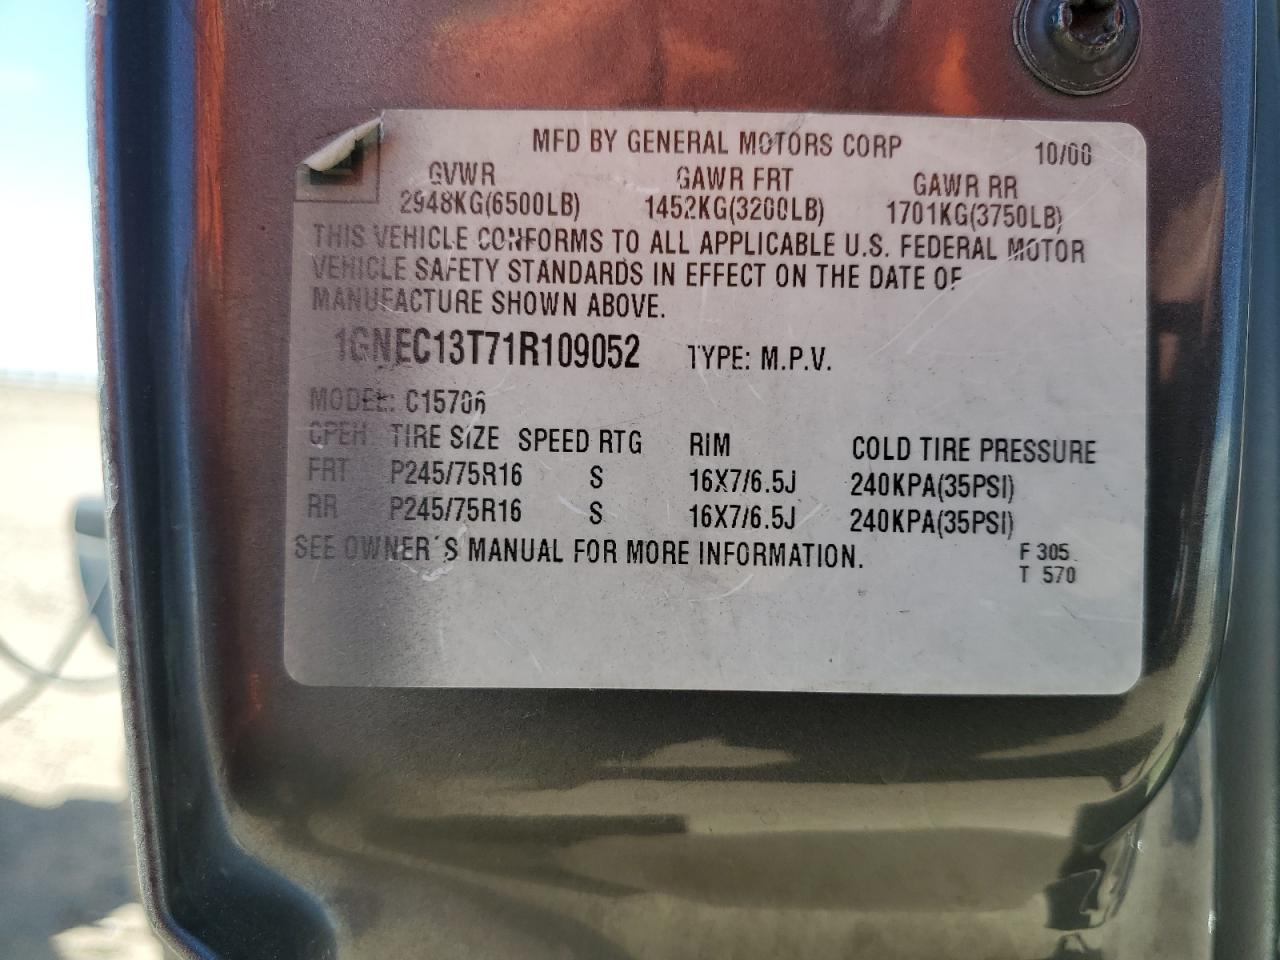 MFD BY GENERAL MOTORS CORP 10/00
GVWR GAWR FRT GAWR RR
2948KG(6500LB) 1452KG(3200LB) 1701KG(3750LB)
THIS VEHICLE CONFORMS TO ALL APPLICABLE U.S. FEDERAL MOTOR
VEHICLE SAFETY STANDARDS IN EFFECT ON THE DATE OF
MANUFACTURE SHOWN ABOVE.
1GNEC13T71R109052 TYPE: M.P.V.
MODEL: C15706
CPEH TIRE SIZE SPEED RTG RIM COLD TIRE PRESSURE
FRT P245/75R16 S 16X7/6.5J 240KPA(35PSI)
RR P245/75R16 S 16X7/6.5J 240KPA(35PSI)
SEE OWNER'S MANUAL FOR MORE INFORMATION. F 305
T 570